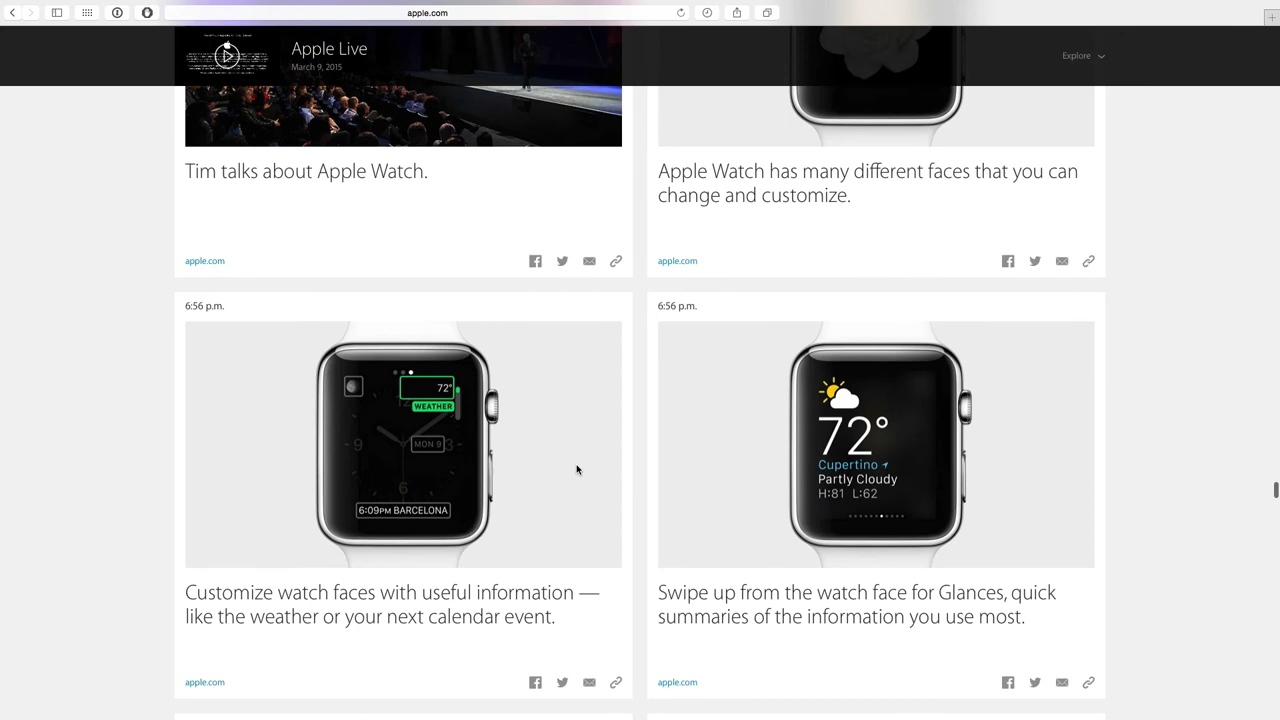 apple.com
Apple Live
March 9, 2015
Explore
Tim talks about Apple Watch.
apple.com
Apple Watch has many different faces that you can
change and customize.
apple.com
6:56 p.m.
72°
WEATHER
9
MON 9
3
6
6:09PM BARCELONA
Customize watch faces with useful information —
like the weather or your next calendar event.
apple.com
6:56 p.m.
72°
Cupertino
Partly Cloudy
H:81 L:62
Swipe up from the watch face for Glances, quick
summaries of the information you use most.
apple.com